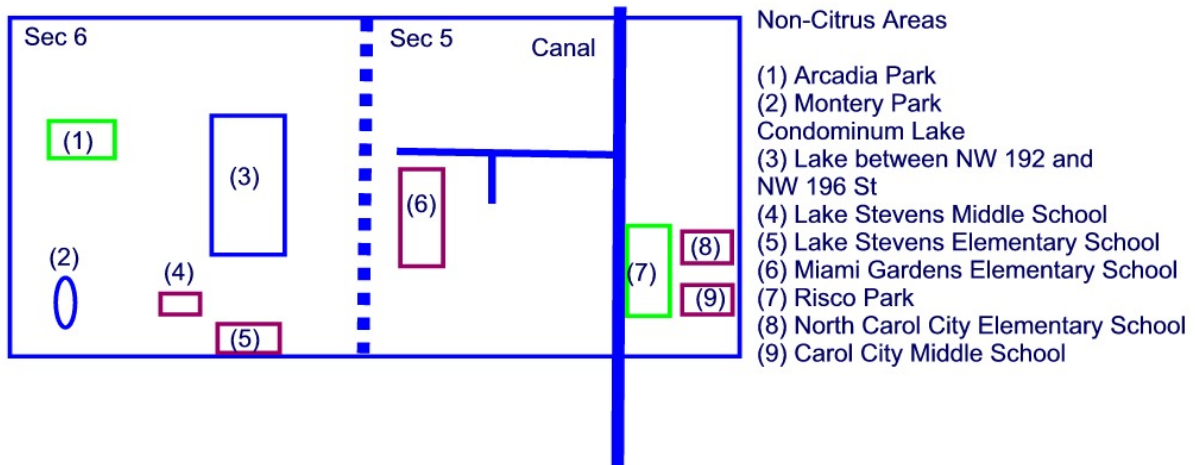 Sec 6
Sec 5
Canal
(1)
(2)
(3)
(4)
(5)
(6)
(7)
(8)
(9)
Non-Citrus Areas
(1) Arcadia Park
(2) Montery Park
Condominum Lake
(3) Lake between NW 192 and
NW 196 St
(4) Lake Stevens Middle School
(5) Lake Stevens Elementary School
(6) Miami Gardens Elementary School
(7) Risco Park
(8) North Carol City Elementary School
(9) Carol City Middle School